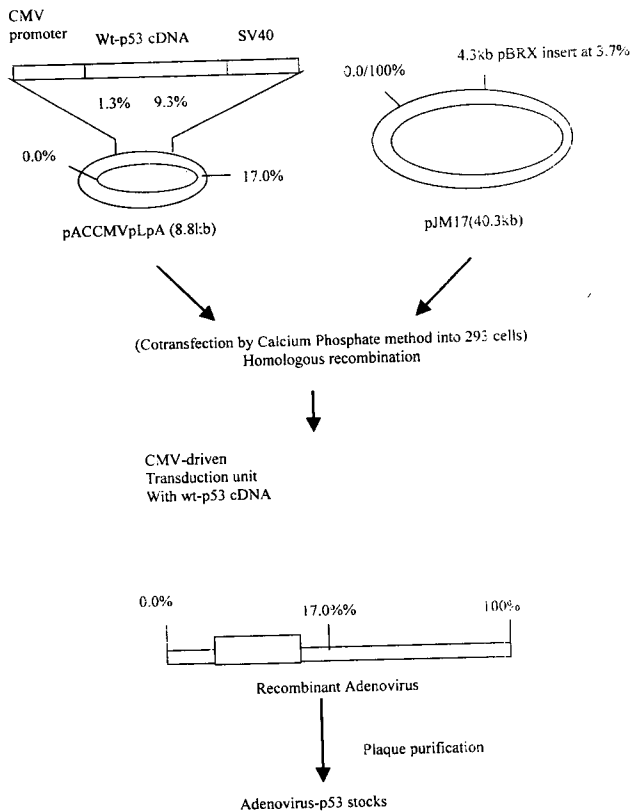 CMV
promoter
Wt-p53 cDNA
SV40
1.3%
9.3%
0.0%
17.0%
pACCMVpLpA (8.8kb)
0.0/100%
4.3kb pBRX insert at 3.7%
pJM17(40.3kb)
(Cotransfection by Calcium Phosphate method into 293 cells)
Homologous recombination
CMV-driven
Transduction unit
With wt-p53 cDNA
0.0%
17.0%%
100%
Recombinant Adenovirus
Plaque purification
Adenovirus-p53 stocks